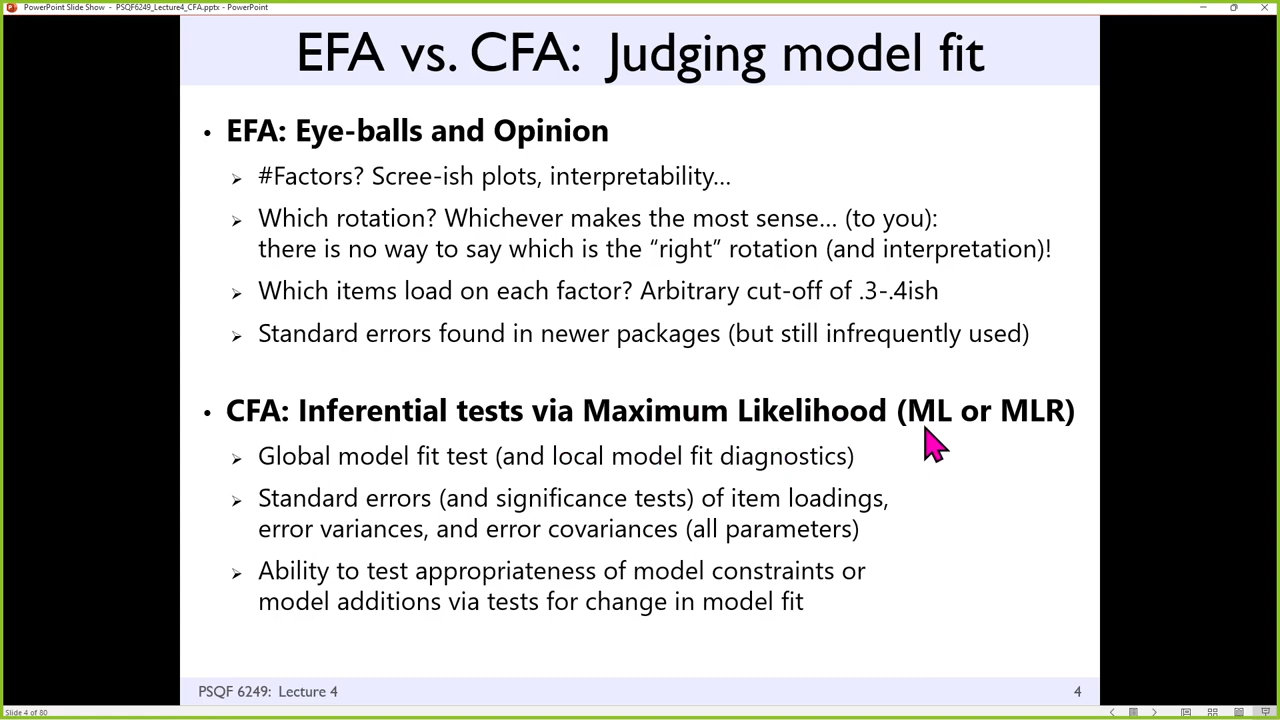 PowerPoint Slide Show - PSQF6249_Lecture4_CFA.pptx - PowerPoint
EFA vs. CFA: Judging model fit
• EFA: Eye-balls and Opinion
➢ #Factors? Scree-ish plots, interpretability…
➢ Which rotation? Whichever makes the most sense… (to you):
there is no way to say which is the “right” rotation (and interpretation)!
➢ Which items load on each factor? Arbitrary cut-off of .3-.4ish
➢ Standard errors found in newer packages (but still infrequently used)
• CFA: Inferential tests via Maximum Likelihood (ML or MLR)
➢ Global model fit test (and local model fit diagnostics)
➢ Standard errors (and significance tests) of item loadings,
error variances, and error covariances (all parameters)
➢ Ability to test appropriateness of model constraints or
model additions via tests for change in model fit
PSQF 6249: Lecture 4
4
Slide 4 of 80